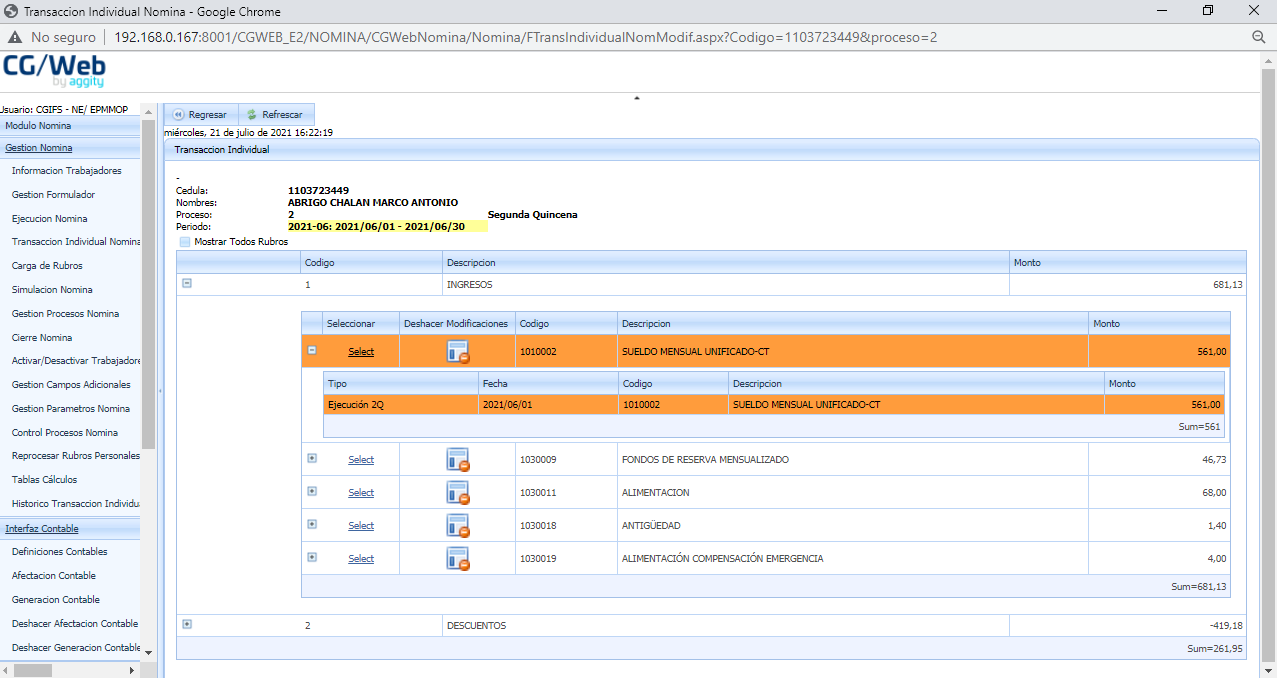 Transaccion Individual Nomina - Google Chrome
No seguro | 192.168.0.167:8001/CGWEB_E2/NOMINA/CGWebNomina/Nomina/FTransIndividualNomModif.aspx?Codigo=1103723449&proceso=2
CG/Web
by aggity
Jsuario: CGIFS - NE/ EPMMOP
Modulo Nomina
Gestion Nomina
Informacion Trabajadores
Gestion Formulador
Ejecucion Nomina
Transaccion Individual Nomina
Carga de Rubros
Simulacion Nomina
Gestion Procesos Nomina
Cierre Nomina
Activar/Desactivar Trabajadore
Gestion Campos Adicionales
Gestion Parametros Nomina
Control Procesos Nomina
Reprocesar Rubros Personales
Tablas Cálculos
Historico Transaccion Individu
Interfaz Contable
Definiciones Contables
Afectacion Contable
Generacion Contable
Deshacer Afectacion Contable
Deshacer Generacion Contable
Regresar Refrescar
miércoles, 21 de julio de 2021 16:22:19
Transaccion Individual
-
Cedula: 1103723449
Nombres: ABRIGO CHALAN MARCO ANTONIO
Proceso: 2 Segunda Quincena
Periodo: 2021-06: 2021/06/01 - 2021/06/30
Mostrar Todos Rubros
Codigo Descripcion Monto
1 INGRESOS 681,13
Seleccionar Deshacer Modificaciones Codigo Descripcion Monto
Select 1010002 SUELDO MENSUAL UNIFICADO-CT 561,00
Tipo Fecha Codigo Descripcion Monto
Ejecución 2Q 2021/06/01 1010002 SUELDO MENSUAL UNIFICADO-CT 561,00
Sum=561
Select 1030009 FONDOS DE RESERVA MENSUALIZADO 46,73
Select 1030011 ALIMENTACION 68,00
Select 1030018 ANTIGÜEDAD 1,40
Select 1030019 ALIMENTACIÓN COMPENSACIÓN EMERGENCIA 4,00
Sum=681,13
2 DESCUENTOS -419,18
Sum=261,95